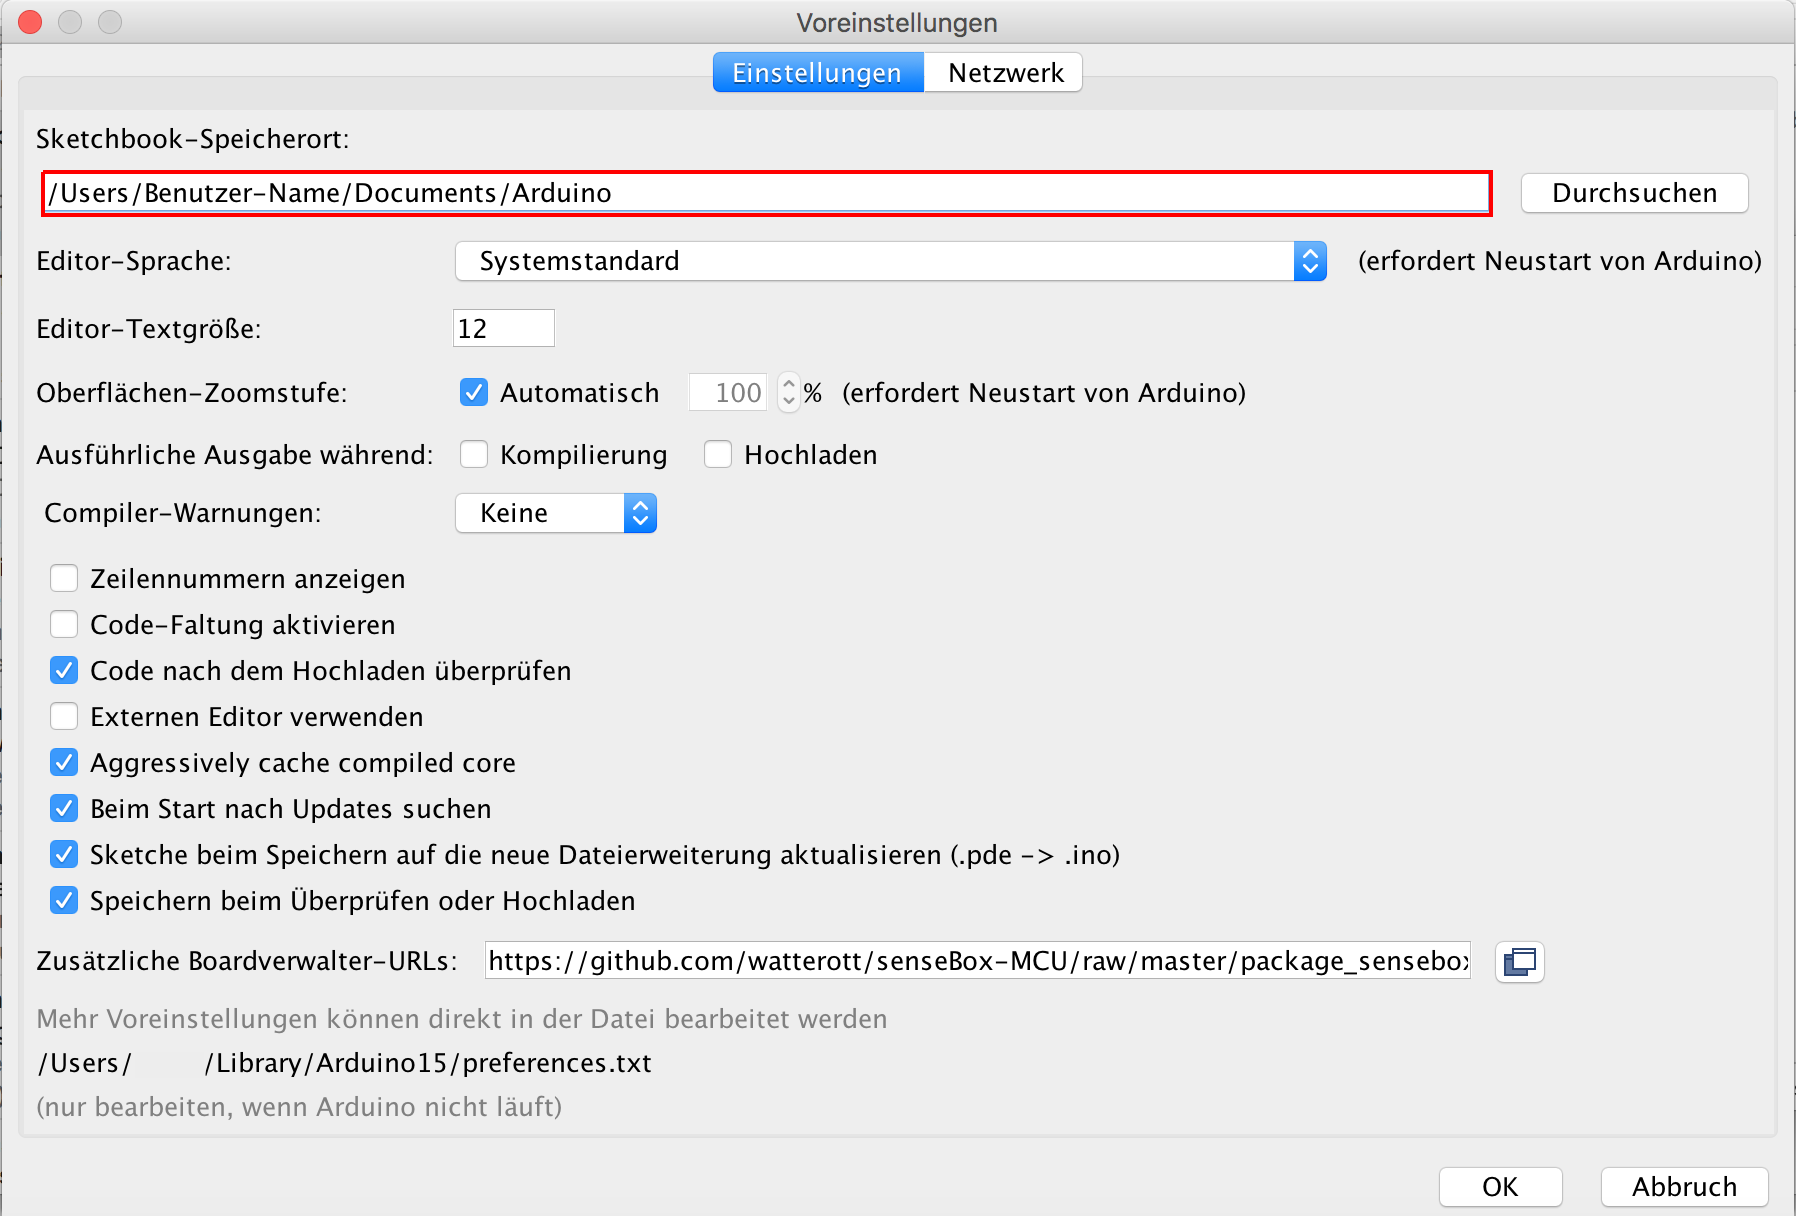 Voreinstellungen
Einstellungen Netzwerk
Sketchbook-Speicherort:
/Users/Benutzer-Name/Documents/Arduino Durchsuchen
Editor-Sprache: Systemstandard (erfordert Neustart von Arduino)
Editor-Textgröße: 12
Oberflächen-Zoomstufe: Automatisch 100 % (erfordert Neustart von Arduino)
Ausführliche Ausgabe während: Kompilierung Hochladen
Compiler-Warnungen: Keine
Zeilennummern anzeigen
Code-Faltung aktivieren
Code nach dem Hochladen überprüfen
Externen Editor verwenden
Aggressively cache compiled core
Beim Start nach Updates suchen
Sketche beim Speichern auf die neue Dateierweiterung aktualisieren (.pde -> .ino)
Speichern beim Überprüfen oder Hochladen
Zusätzliche Boardverwalter-URLs: https://github.com/watterott/senseBox-MCU/raw/master/package_sensebox
Mehr Voreinstellungen können direkt in der Datei bearbeitet werden
/Users/ /Library/Arduino15/preferences.txt
(nur bearbeiten, wenn Arduino nicht läuft)
OK Abbruch